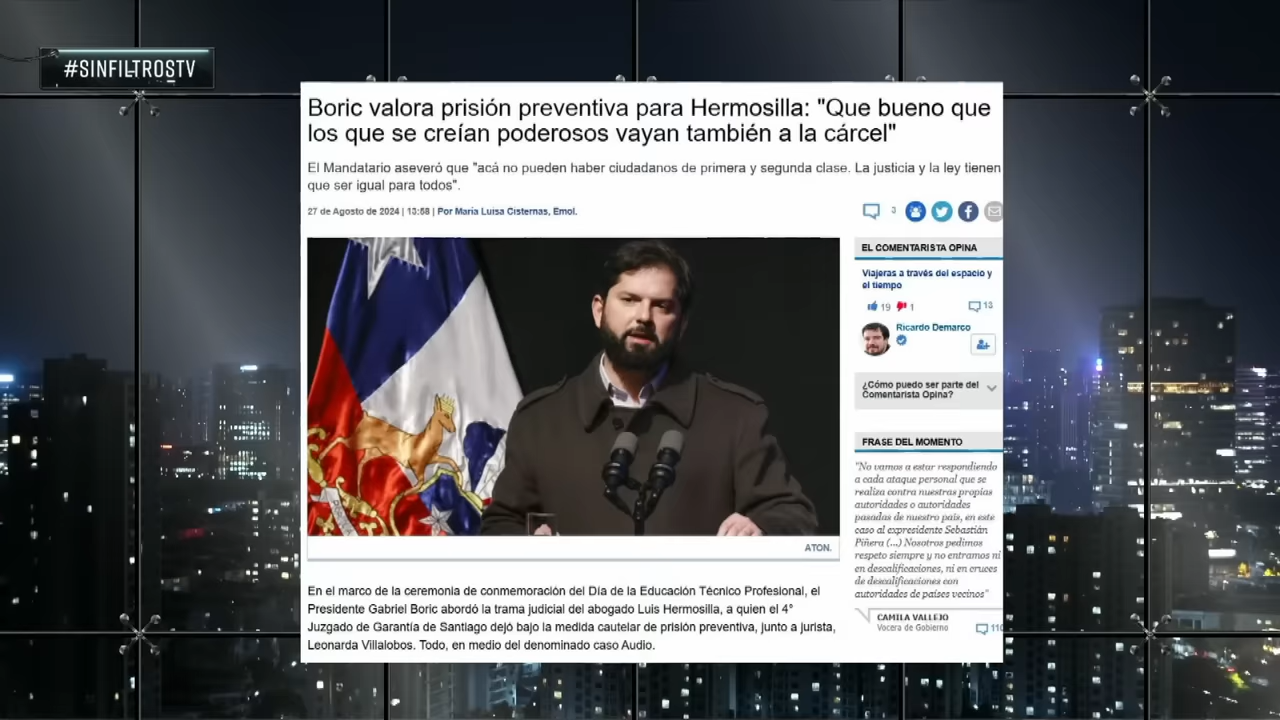 #SINFILTROSTV
Boric valora prisión preventiva para Hermosilla: "Que bueno que
los que se creían poderosos vayan también a la cárcel"
El Mandatario aseveró que "acá no pueden haber ciudadanos de primera y segunda clase. La justicia y la ley tienen
que ser igual para todos".
27 de Agosto de 2024 | 13:58 | Por María Luisa Cisternas, Emol.
3
EL COMENTARISTA OPINA
Viajeras a través del espacio y
el tiempo
19 1 13
Ricardo Demarco
¿Cómo puedo ser parte del
Comentarista Opina?
FRASE DEL MOMENTO
"No vamos a estar respondiendo
a cada ataque personal que se
realiza contra nuestras propias
autoridades o autoridades
pasadas de nuestro país, en este
caso al expresidente Sebastián
Piñera (...) Nosotros pedimos
respeto siempre y no entramos ni
en descalificaciones, ni en cruces
de descalificaciones con
autoridades de países vecinos"
CAMILA VALLEJO
Vocera de Gobierno
110
ATON.
En el marco de la ceremonia de conmemoración del Día de la Educación Técnico Profesional, el
Presidente Gabriel Boric abordó la trama judicial del abogado Luis Hermosilla, a quien el 4°
Juzgado de Garantía de Santiago dejó bajo la medida cautelar de prisión preventiva, junto a jurista,
Leonarda Villalobos. Todo, en medio del denominado caso Audio.